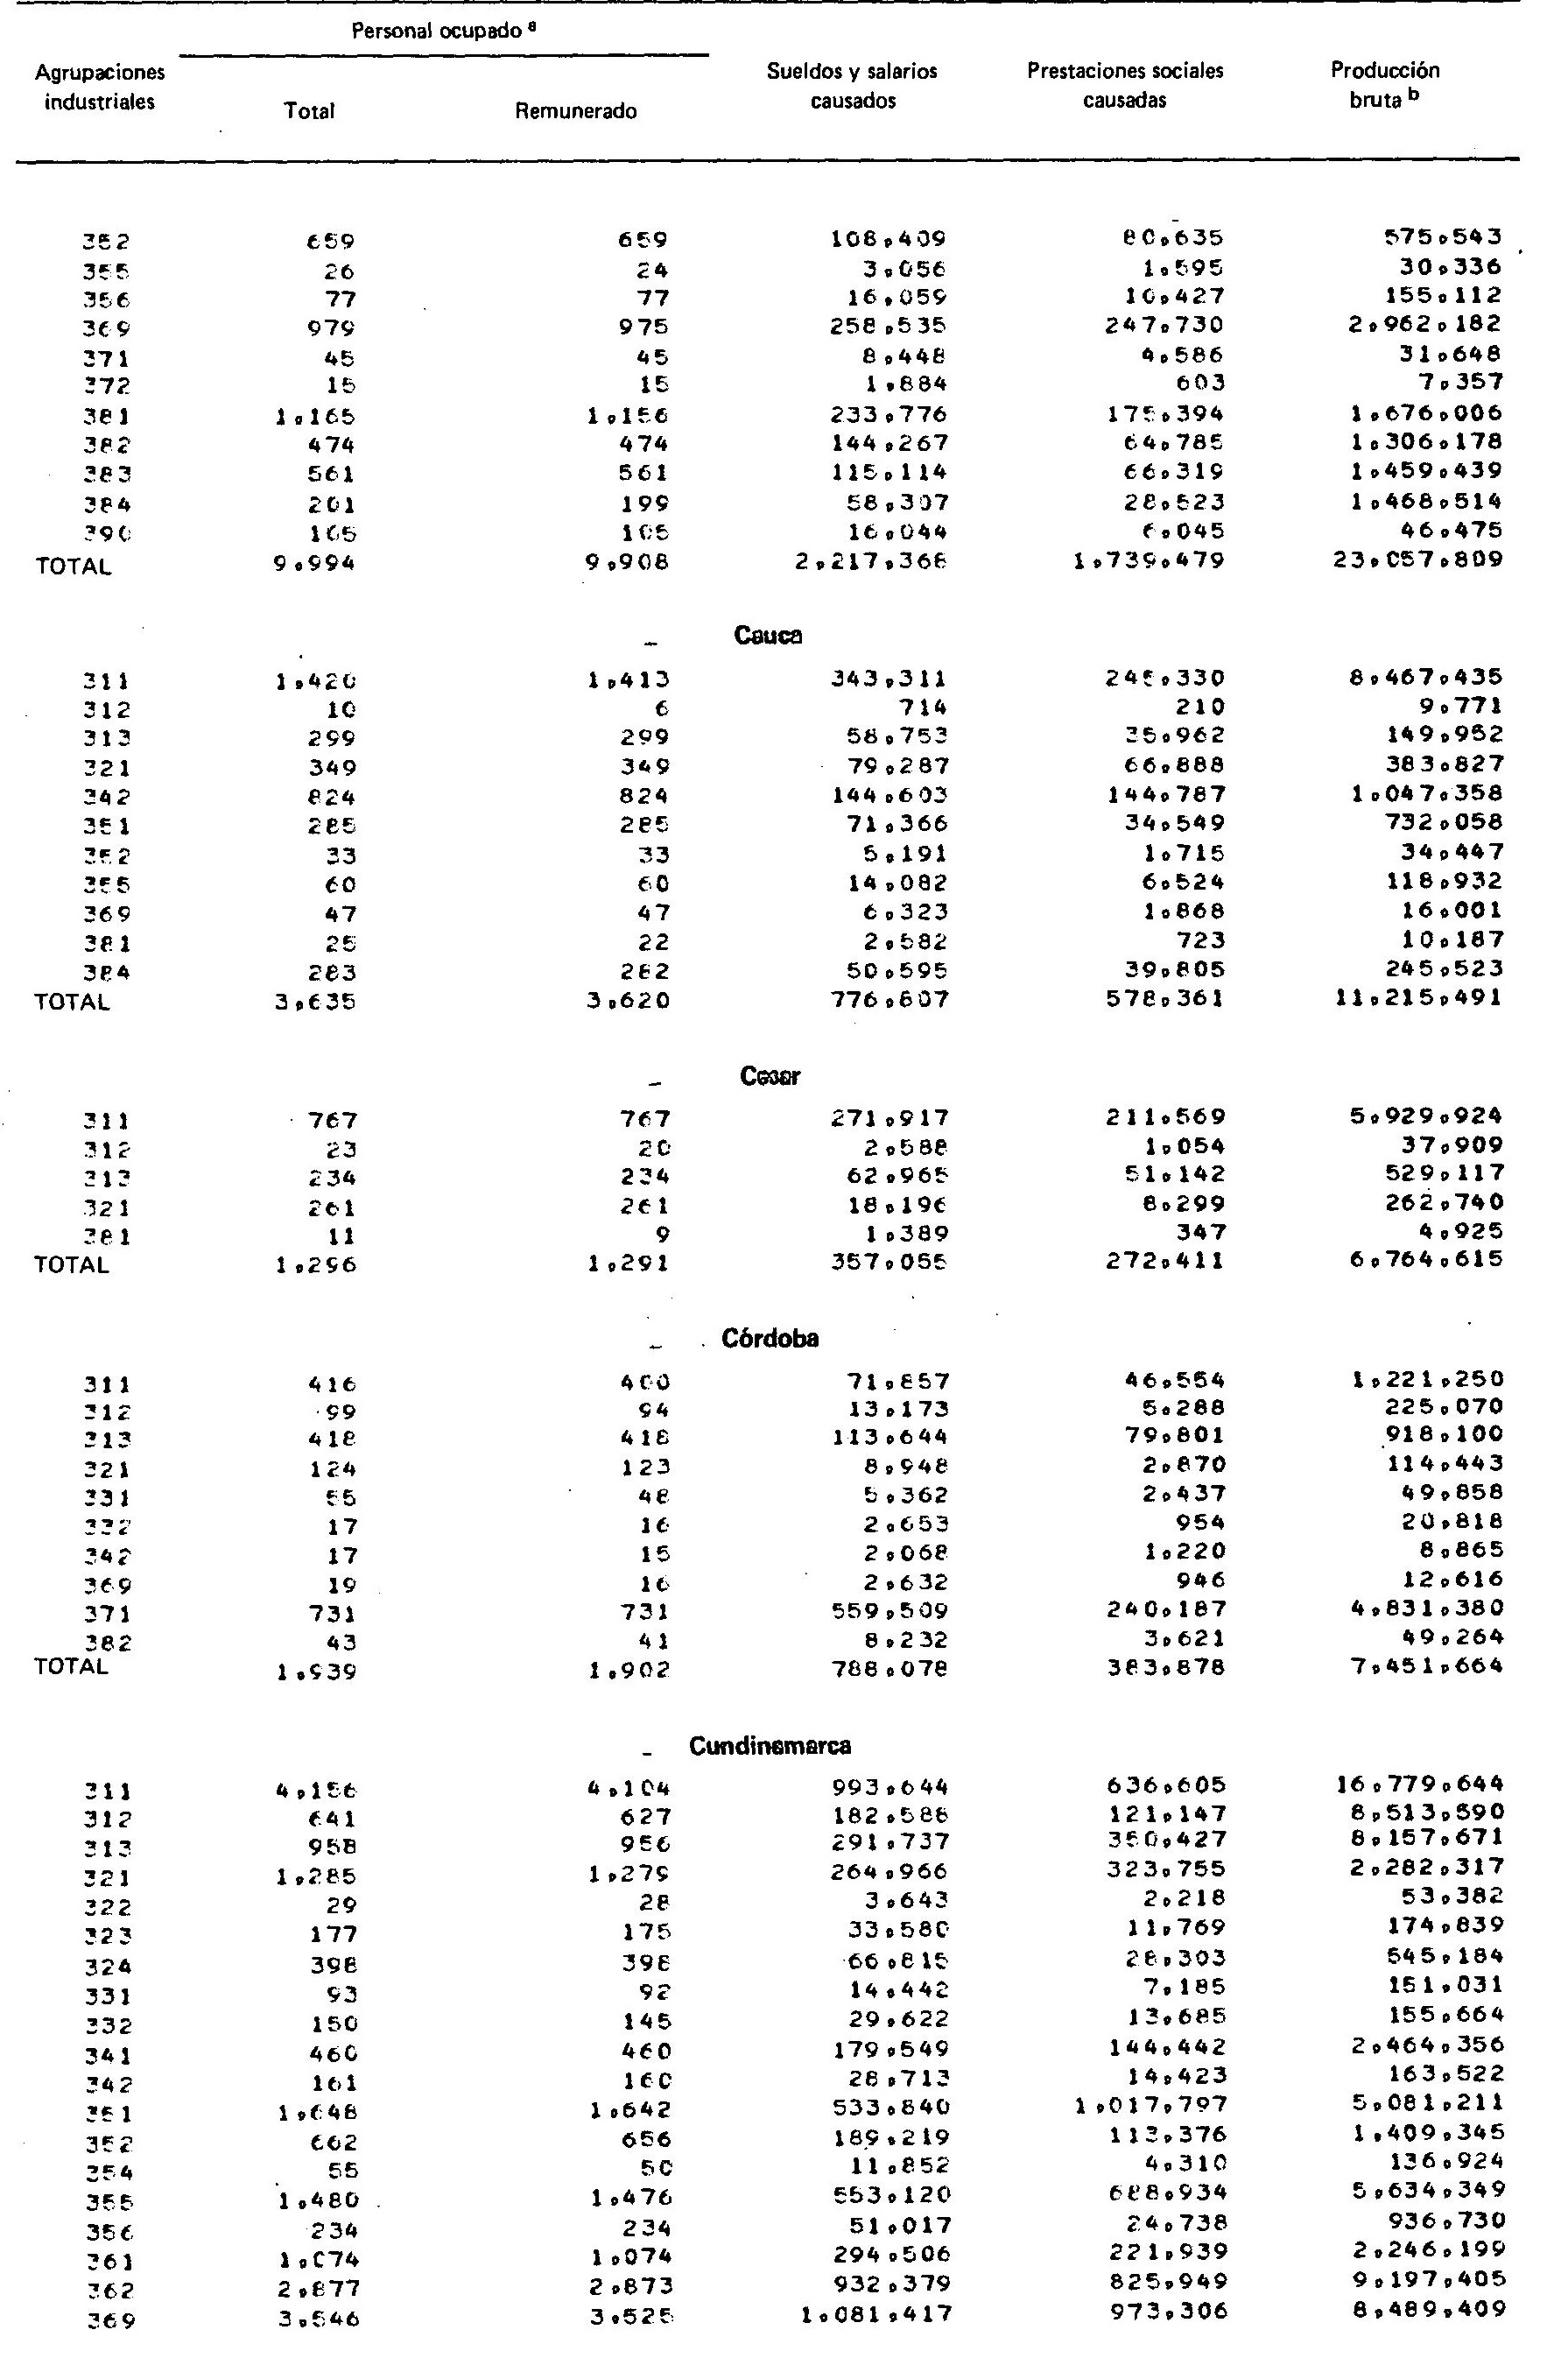 Personal ocupado a
Agrupaciones industriales Total Remunerado Sueldos y salarios causados Prestaciones sociales causadas Producción bruta b
352 659 659 108.409 80.635 575.543
355 26 24 3.056 1.595 30.336
356 77 77 16.059 10.427 155.112
369 979 975 258.535 247.730 2.962.182
371 45 45 8.448 4.586 31.648
372 15 15 1.884 603 7.357
381 1.165 1.156 233.776 175.394 1.676.006
382 474 474 144.267 64.785 1.306.178
383 561 561 115.114 66.319 1.459.439
384 201 199 58.307 28.523 1.468.514
390 105 105 16.044 6.045 46.475
TOTAL 9.994 9.908 2.217.368 1.739.479 23.057.809
Cauca
311 1.420 1.413 343.311 245.330 8.467.435
312 10 6 714 210 9.771
313 299 299 58.753 35.962 149.952
321 349 349 79.287 66.888 383.827
342 824 824 144.603 144.787 1.047.358
351 285 285 71.366 34.549 732.058
352 33 33 5.191 1.715 34.447
355 60 60 14.082 6.524 118.932
369 47 47 6.323 1.868 16.001
381 25 22 2.582 723 10.187
384 283 282 50.595 39.805 245.523
TOTAL 3.635 3.620 776.807 578.361 11.215.491
Cesar
311 767 767 271.917 211.569 5.929.924
312 23 20 2.588 1.054 37.909
313 234 234 62.965 51.142 529.117
321 261 261 18.196 8.299 262.740
381 11 9 1.389 347 4.925
TOTAL 1.296 1.291 357.055 272.411 6.764.615
Córdoba
311 416 400 71.857 46.554 1.221.250
312 99 94 13.173 5.288 225.070
313 418 418 113.644 79.801 918.100
321 124 123 8.948 2.870 114.443
331 55 48 5.362 2.437 49.858
332 17 16 2.653 954 20.818
342 17 15 2.068 1.220 8.865
369 19 16 2.632 946 12.616
371 731 731 559.509 240.187 4.831.380
382 43 41 8.232 3.621 49.264
TOTAL 1.939 1.902 788.078 383.878 7.451.664
Cundinamarca
311 4.156 4.104 993.644 636.605 16.779.644
312 641 627 182.588 121.147 8.513.590
313 958 956 291.737 350.427 8.157.671
321 1.285 1.279 264.966 323.755 2.282.317
322 29 28 3.643 2.218 53.382
323 177 175 33.580 11.769 174.839
324 398 398 66.815 28.303 545.184
331 93 92 14.442 7.185 151.031
332 150 145 29.622 13.685 155.664
341 460 460 179.549 144.442 2.464.356
342 161 160 28.713 14.423 163.522
351 1.648 1.642 533.840 1.017.797 5.081.211
352 662 656 189.219 113.376 1.409.345
354 55 50 11.852 4.310 136.924
355 1.480 1.476 553.120 688.934 5.634.349
356 234 234 51.017 24.738 936.730
361 1.074 1.074 294.506 221.939 2.246.199
362 2.877 2.873 932.379 825.949 9.197.405
369 3.546 3.525 1.081.417 973.306 8.489.409